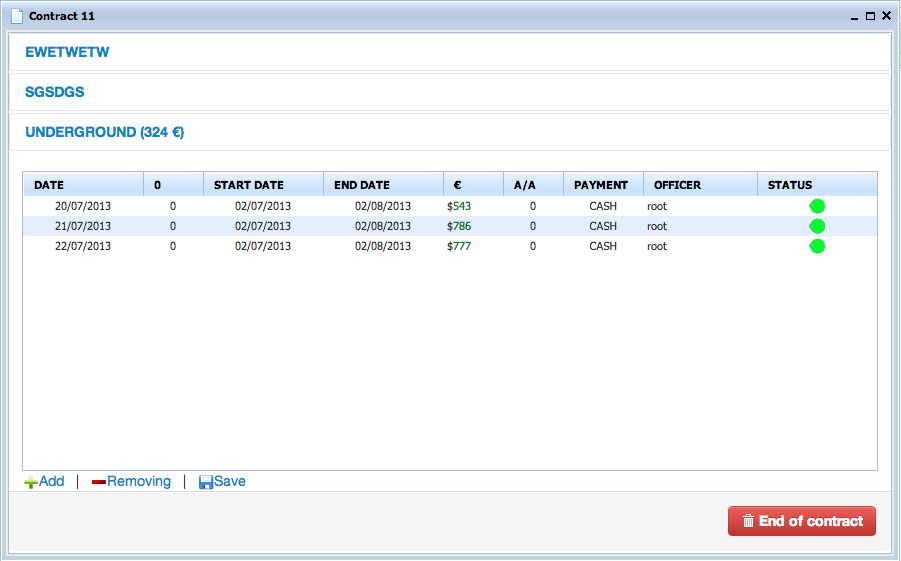 Contract 11
EWETWETW
SGSDGS
UNDERGROUND (324 €)
DATE 0 START DATE END DATE € A/A PAYMENT OFFICER STATUS
20/07/2013 0 02/07/2013 02/08/2013 $543 0 CASH root
21/07/2013 0 02/07/2013 02/08/2013 $786 0 CASH root
22/07/2013 0 02/07/2013 02/08/2013 $777 0 CASH root
Add | Removing | Save
End of contract